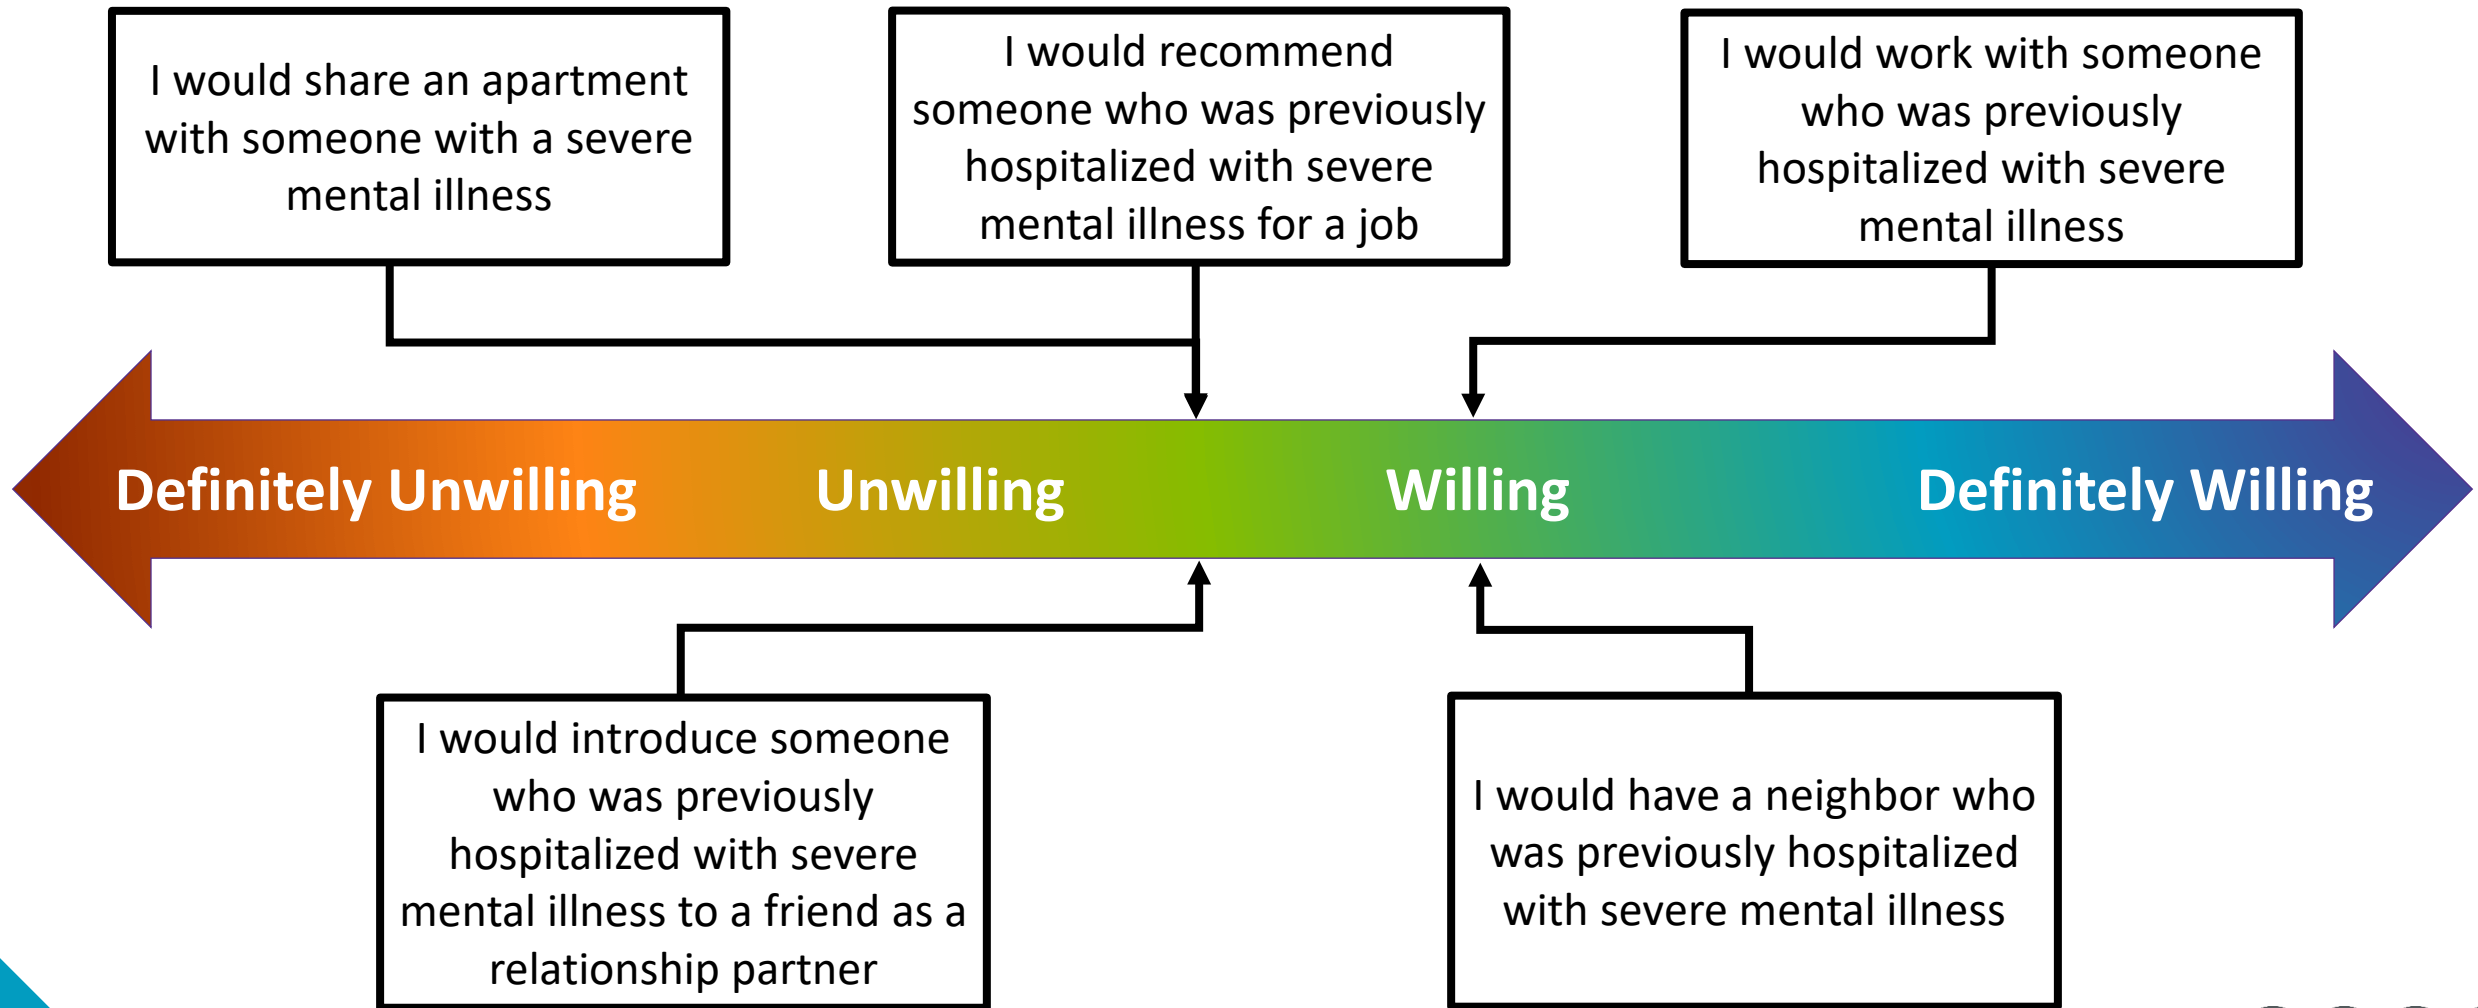 I would share an apartment
with someone with a severe
mental illness
I would recommend
someone who was previously
hospitalized with severe
mental illness for a job
I would work with someone
who was previously
hospitalized with severe
mental illness
Definitely Unwilling
Unwilling
Willing
Definitely Willing
I would introduce someone
who was previously
hospitalized with severe
mental illness to a friend as a
relationship partner
I would have a neighbor who
was previously hospitalized
with severe mental illness